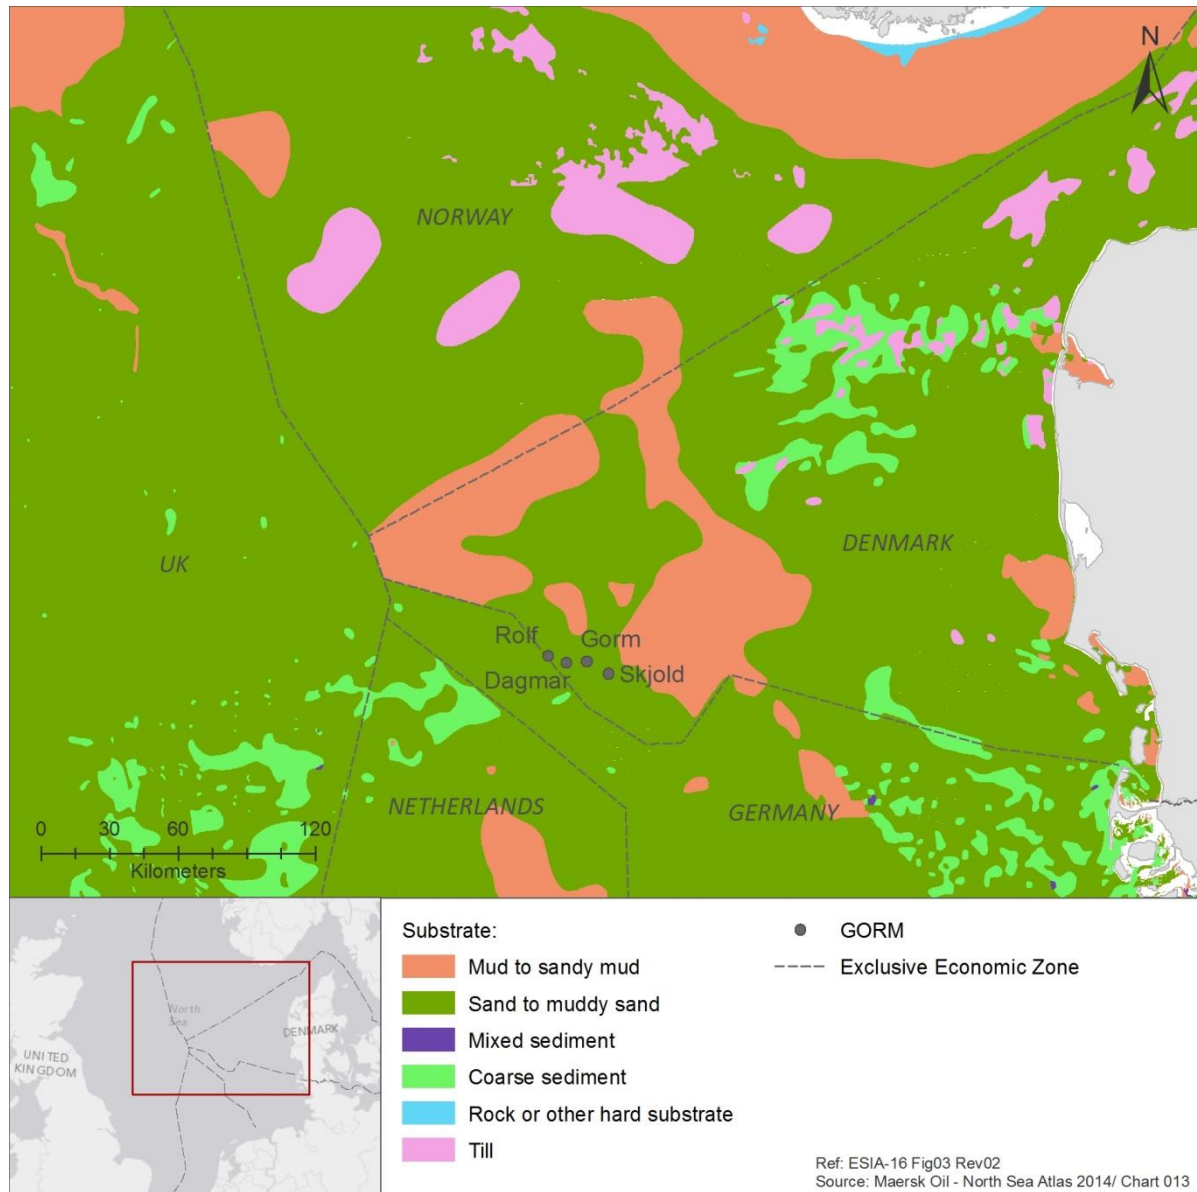 N
NORWAY
UK
DENMARK
Rolf
Gorm
Dagmar
Skjold
NETHERLANDS
GERMANY
0 30 60 120
Kilometers
North
Sea
DENMARK
UNITED
KINGDOM
Substrate:
Mud to sandy mud
Sand to muddy sand
Mixed sediment
Coarse sediment
Rock or other hard substrate
Till
GORM
Exclusive Economic Zone
Ref: ESIA-16 Fig03 Rev02
Source: Maersk Oil - North Sea Atlas 2014/ Chart 013